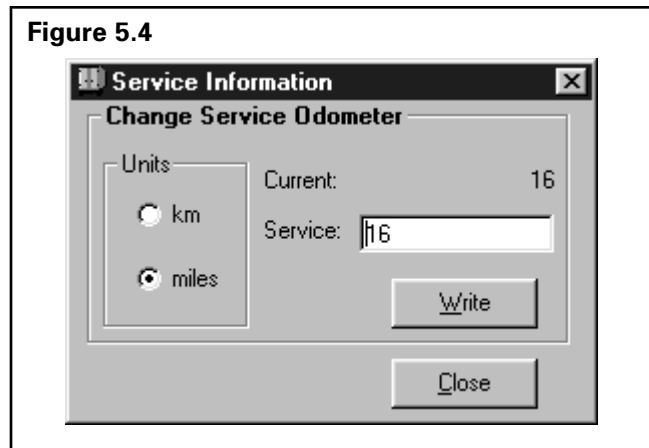 Figure 5.4
Service Information
Change Service Odometer
Units
km
miles
Current: 16
Service: 16
Write
Close